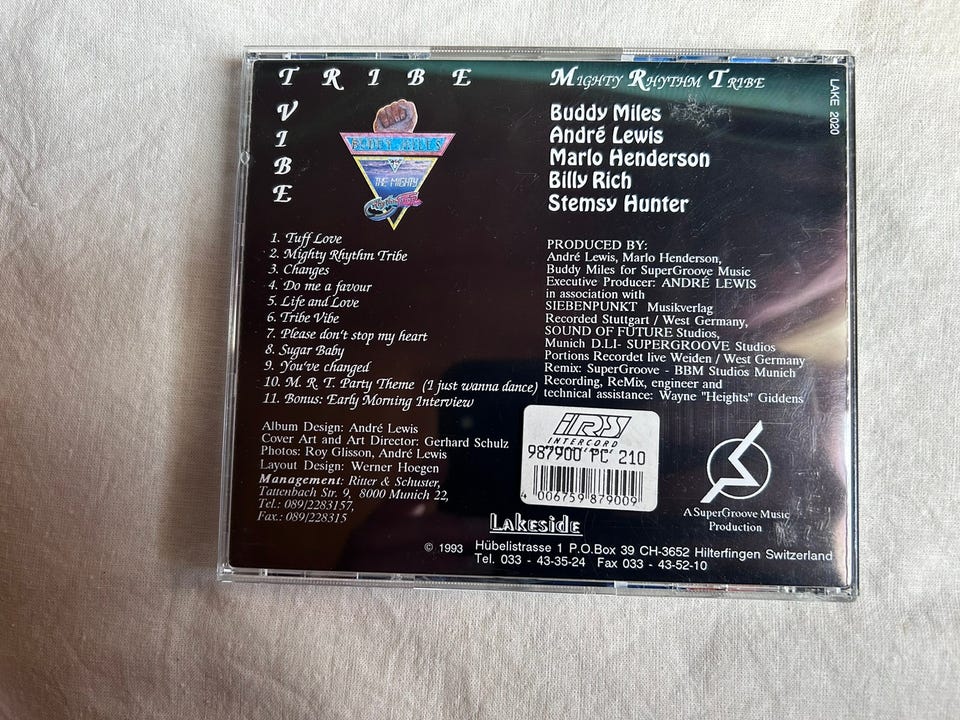 TRIBE
VIBE
BUDDY MILES
THE MIGHTY
Rhythm Tribe
1. Tuff Love
2. Mighty Rhythm Tribe
3. Changes
4. Do me a favour
5. Life and Love
6. Tribe Vibe
7. Please don't stop my heart
8. Sugar Baby
9. You've changed
10. M. R. T. Party Theme (I just wanna dance)
11. Bonus: Early Morning Interview
Album Design: André Lewis
Cover Art and Art Director: Gerhard Schulz
Photos: Roy Glisson, André Lewis
Layout Design: Werner Hoegen
Management: Ritter & Schuster,
Tattenbach Str. 9, 8000 Munich 22,
Tel.: 089/2283157,
Fax.: 089/228315
MIGHTY RHYTHM TRIBE
Buddy Miles
André Lewis
Marlo Henderson
Billy Rich
Stemsy Hunter
PRODUCED BY:
André Lewis, Marlo Henderson,
Buddy Miles for SuperGroove Music
Executive Producer: ANDRÉ LEWIS
in association with
SIEBENPUNKT Musikverlag
Recorded Stuttgart / West Germany,
SOUND OF FUTURE Studios,
Munich D.LI- SUPERGROOVE Studios
Portions Recordet live Weiden / West Germany
Remix: SuperGroove - BBM Studios Munich
Recording, ReMix, engineer and
technical assistance: Wayne "Heights" Giddens
LAKE 2020
IRS
INTERCORD
987900 PC 210
4 006759 879009
A SuperGroove Music
Production
Lakeside
© 1993 Hübelistrasse 1 P.O.Box 39 CH-3652 Hilterfingen Switzerland
Tel. 033 - 43-35-24 Fax 033 - 43-52-10